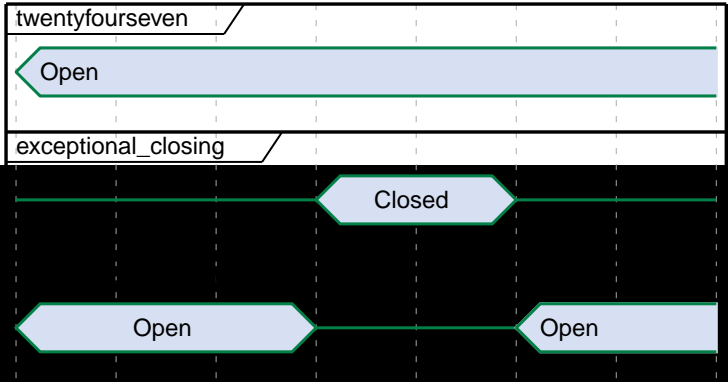 twentyfourseven
Open
exceptional_closing
Closed
Open
Open